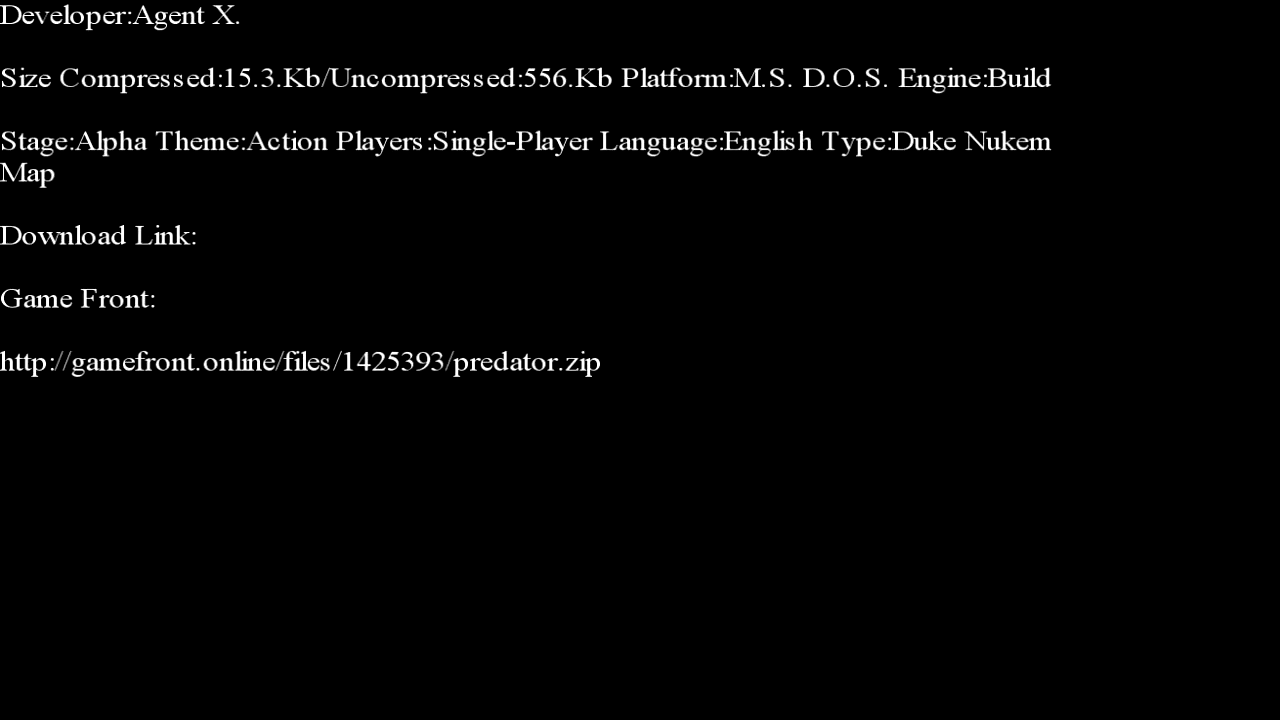 Developer:Agent X.
Size Compressed:15.3.Kb/Uncompressed:556.Kb Platform:M.S. D.O.S. Engine:Build
Stage:Alpha Theme:Action Players:Single-Player Language:English Type:Duke Nukem
Map
Download Link:
Game Front:
http://gamefront.online/files/1425393/predator.zip